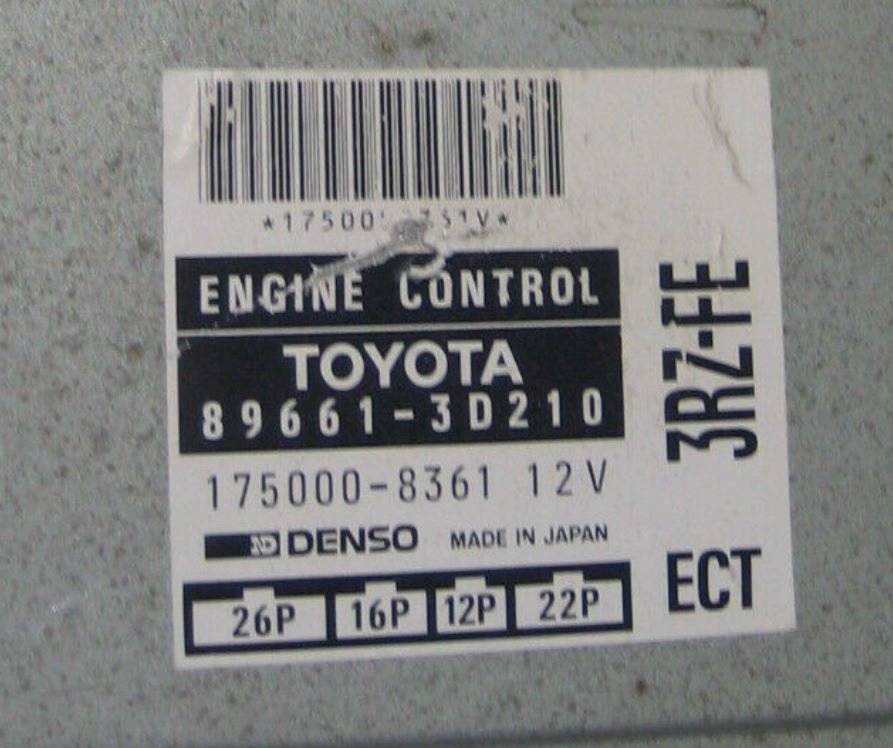 ENGINE CONTROL
TOYOTA
89661-3D210
175000-8361 12V
DENSO MADE IN JAPAN
26P 16P 12P 22P
3RZ-FE
ECT